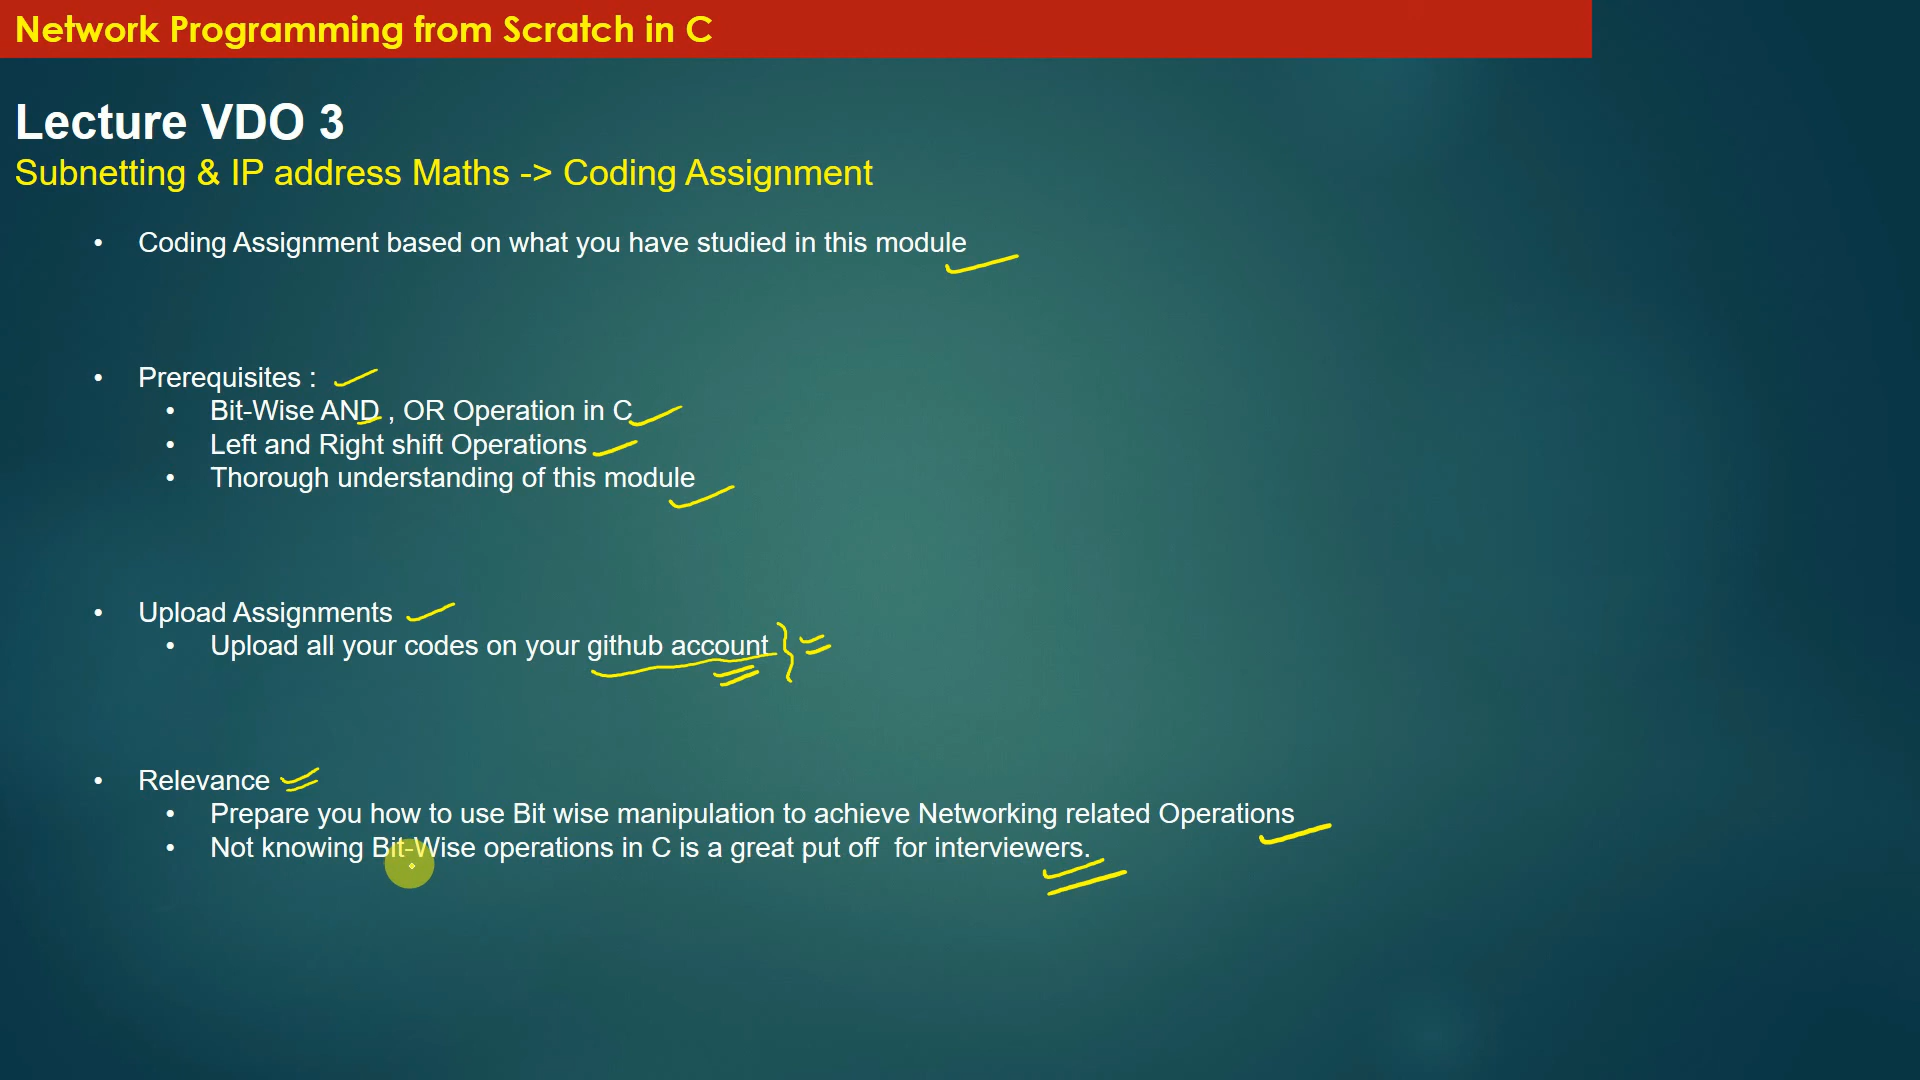 Network Programming from Scratch in C
Lecture VDO 3
Subnetting & IP address Maths -> Coding Assignment
• Coding Assignment based on what you have studied in this module
• Prerequisites :
• Bit-Wise AND , OR Operation in C
• Left and Right shift Operations
• Thorough understanding of this module
• Upload Assignments
• Upload all your codes on your github account
• Relevance
• Prepare you how to use Bit wise manipulation to achieve Networking related Operations
• Not knowing Bit-Wise operations in C is a great put off for interviewers.